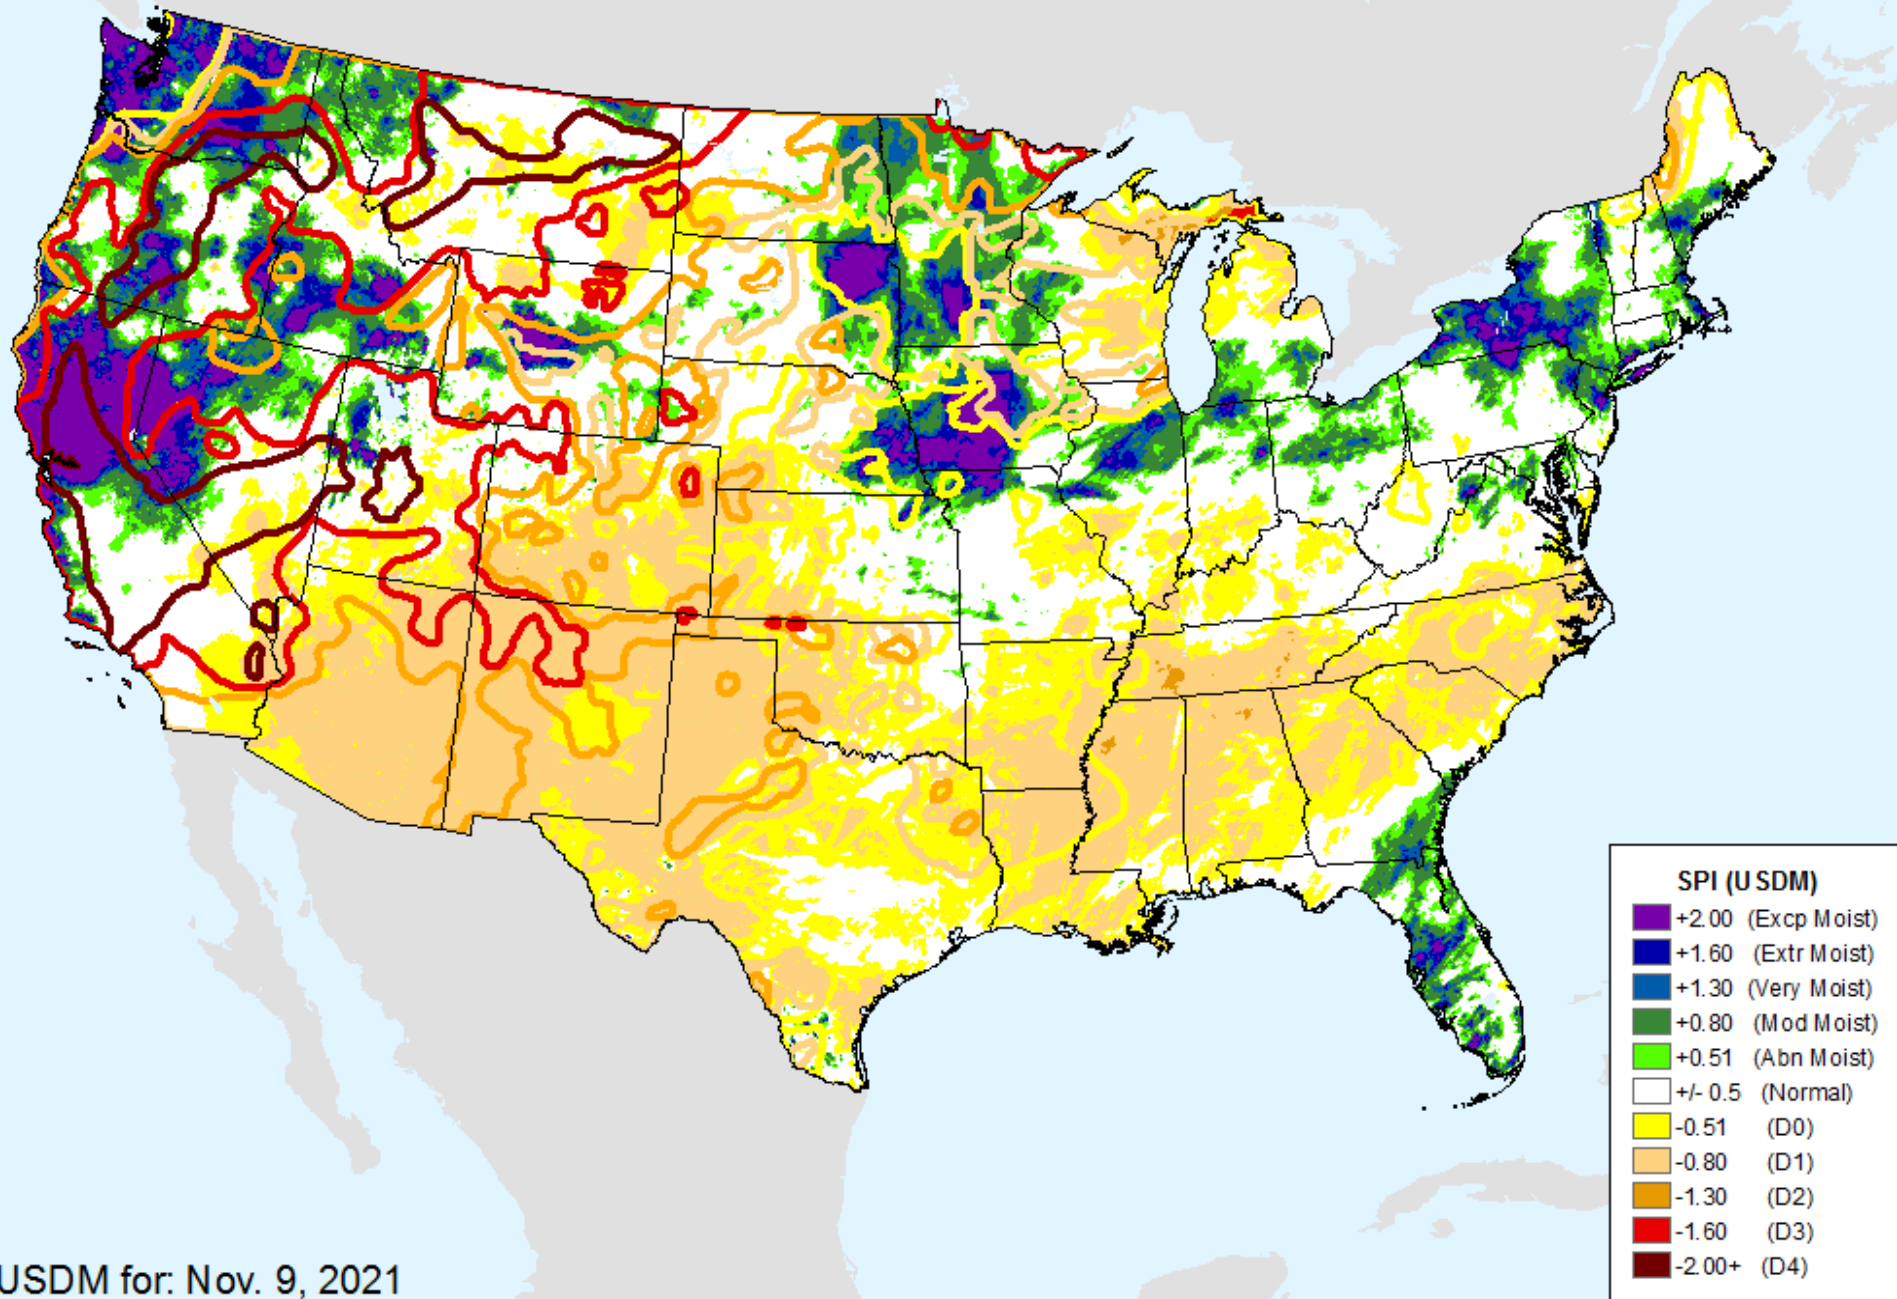 SPI (USDM)
+2.00 (Excp Moist)
+1.60 (Extr Moist)
+1.30 (Very Moist)
+0.80 (Mod Moist)
+0.51 (Abn Moist)
+/- 0.5 (Normal)
-0.51 (D0)
-0.80 (D1)
-1.30 (D2)
-1.60 (D3)
-2.00+ (D4)
USDM for: Nov. 9, 2021